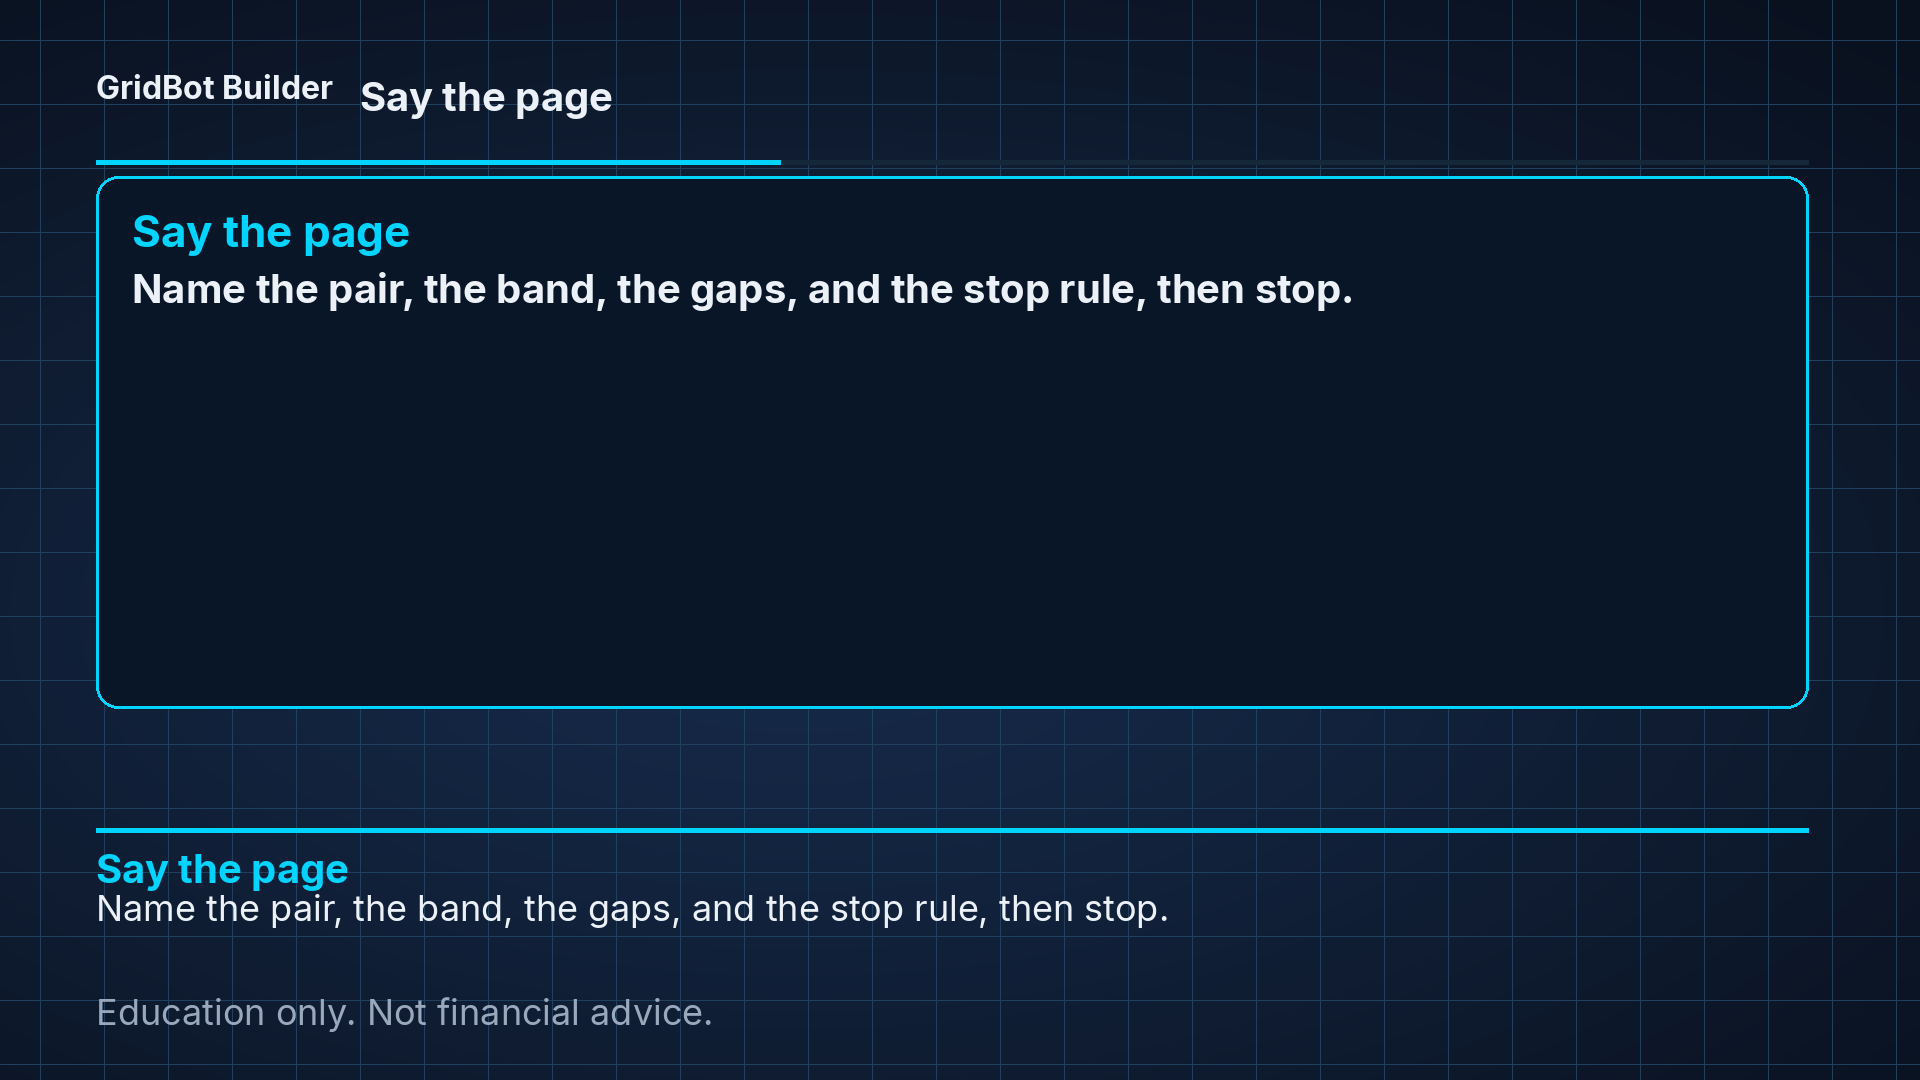 GridBot Builder Say the page
Say the page
Name the pair, the band, the gaps, and the stop rule, then stop.
Say the page
Name the pair, the band, the gaps, and the stop rule, then stop.
Education only. Not financial advice.